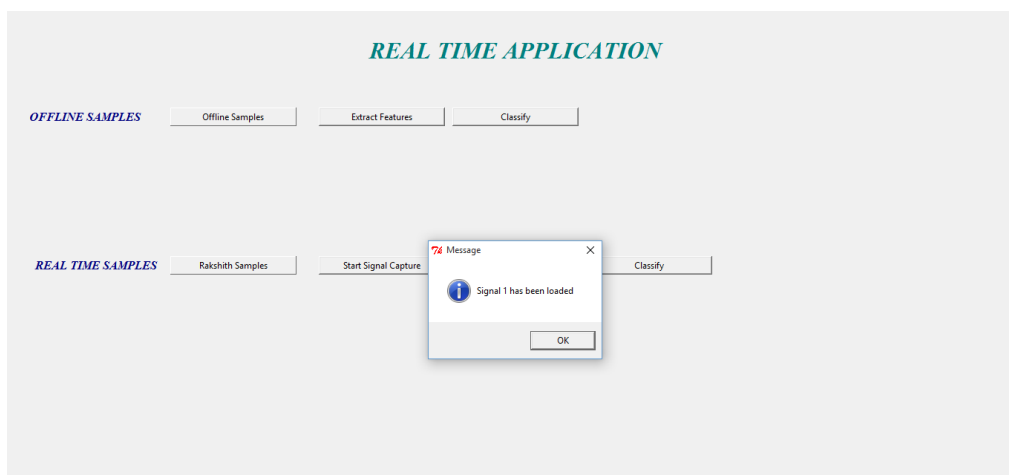 REAL TIME APPLICATION
OFFLINE SAMPLES Offline Samples Extract Features Classify
REAL TIME SAMPLES Rakshith Samples Start Signal Capture Classify
Message
Signal 1 has been loaded
OK